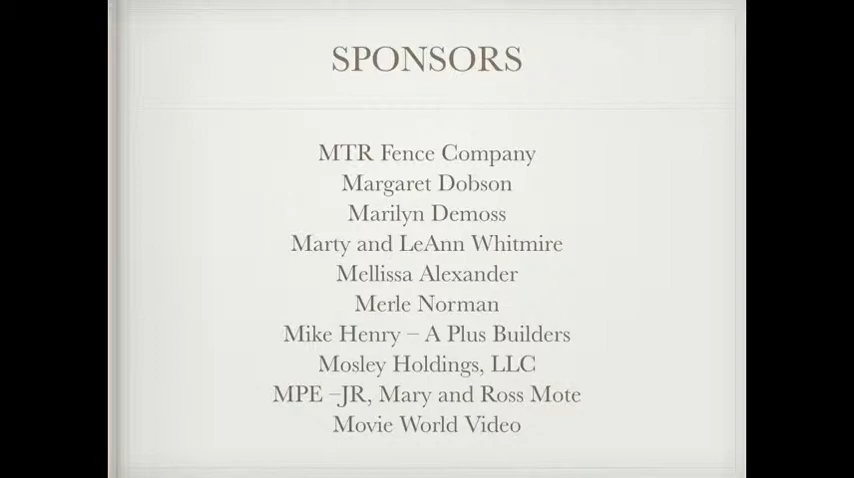 SPONSORS
MTR Fence Company
Margaret Dobson
Marilyn Demoss
Marty and LeAnn Whitmire
Mellissa Alexander
Merle Norman
Mike Henry – A Plus Builders
Mosley Holdings, LLC
MPE –JR, Mary and Ross Mote
Movie World Video